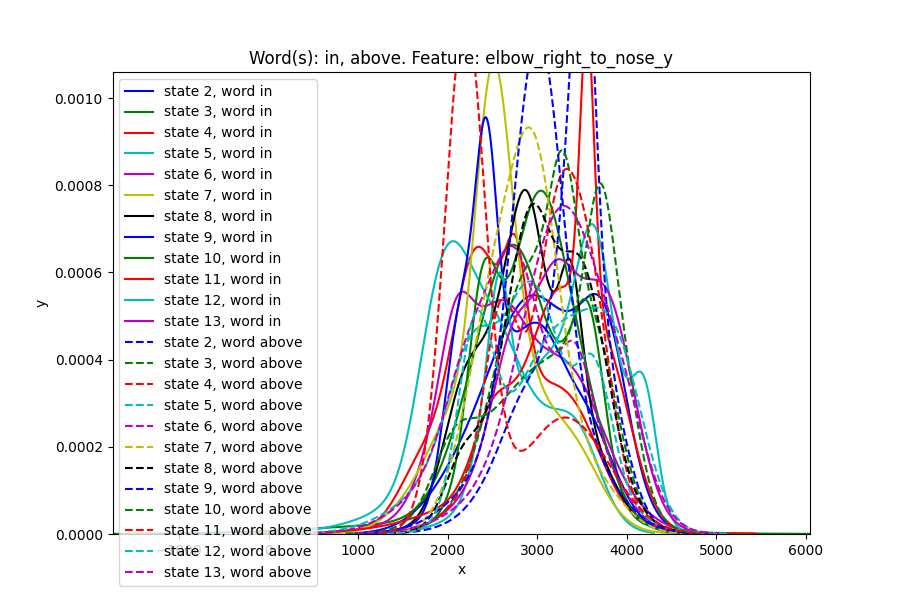 Word(s): in, above. Feature: elbow_right_to_nose_y
y
0.0010
0.0008
0.0006
0.0004
0.0002
0.0000
state 2, word in
state 3, word in
state 4, word in
state 5, word in
state 6, word in
state 7, word in
state 8, word in
state 9, word in
state 10, word in
state 11, word in
state 12, word in
state 13, word in
state 2, word above
state 3, word above
state 4, word above
state 5, word above
state 6, word above
state 7, word above
state 8, word above
state 9, word above
state 10, word above
state 11, word above
state 12, word above
state 13, word above
1000 2000 3000 4000 5000 6000
x